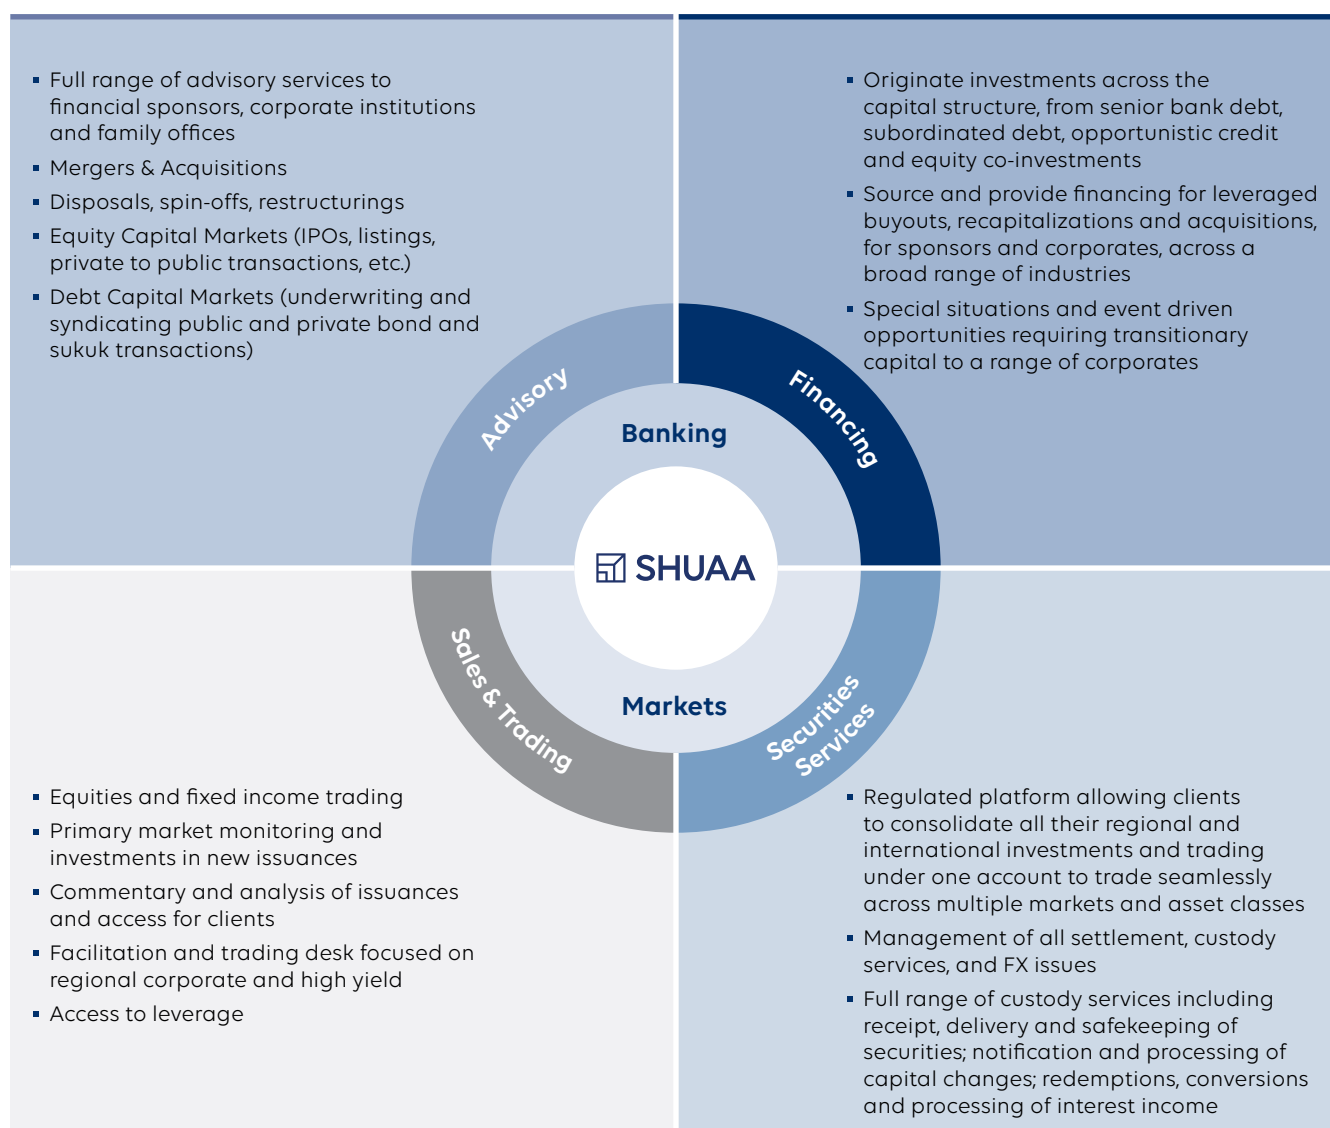 ▪ Full range of advisory services to
financial sponsors, corporate institutions
and family offices
▪ Mergers & Acquisitions
▪ Disposals, spin-offs, restructurings
▪ Equity Capital Markets (IPOs, listings,
private to public transactions, etc.)
▪ Debt Capital Markets (underwriting and
syndicating public and private bond and
sukuk transactions)
▪ Originate investments across the
capital structure, from senior bank debt,
subordinated debt, opportunistic credit
and equity co-investments
▪ Source and provide financing for leveraged
buyouts, recapitalizations and acquisitions,
for sponsors and corporates, across a
broad range of industries
▪ Special situations and event driven
opportunities requiring transitionary
capital to a range of corporates
Advisory
Financing
Banking
SHUAA
Markets
Sales & Trading
Securities
Services
▪ Equities and fixed income trading
▪ Primary market monitoring and
investments in new issuances
▪ Commentary and analysis of issuances
and access for clients
▪ Facilitation and trading desk focused on
regional corporate and high yield
▪ Access to leverage
▪ Regulated platform allowing clients
to consolidate all their regional and
international investments and trading
under one account to trade seamlessly
across multiple markets and asset classes
▪ Management of all settlement, custody
services, and FX issues
▪ Full range of custody services including
receipt, delivery and safekeeping of
securities; notification and processing of
capital changes; redemptions, conversions
and processing of interest income